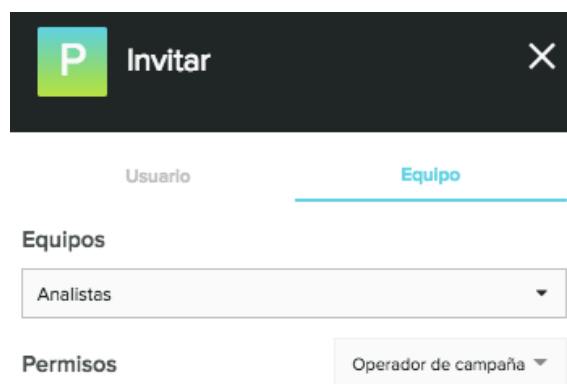 P Invitar
Usuario Equipo
Equipos
Analistas
Permisos Operador de campaña